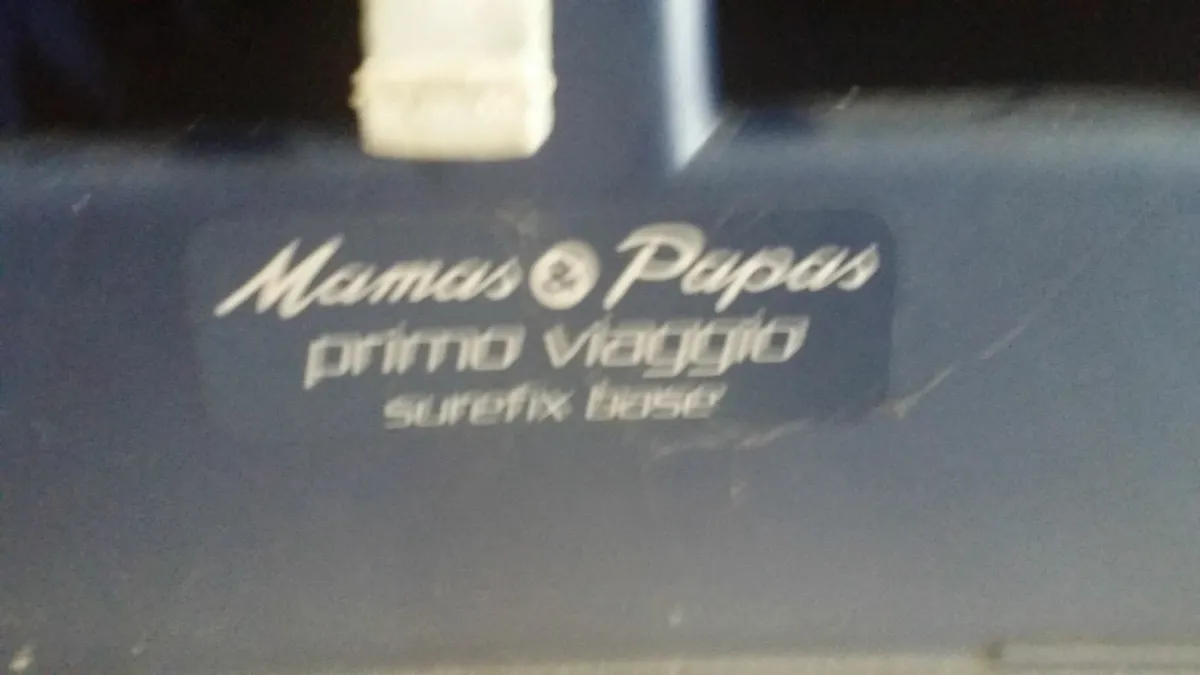 Mamas & Papas
primo viaggio
surefix base